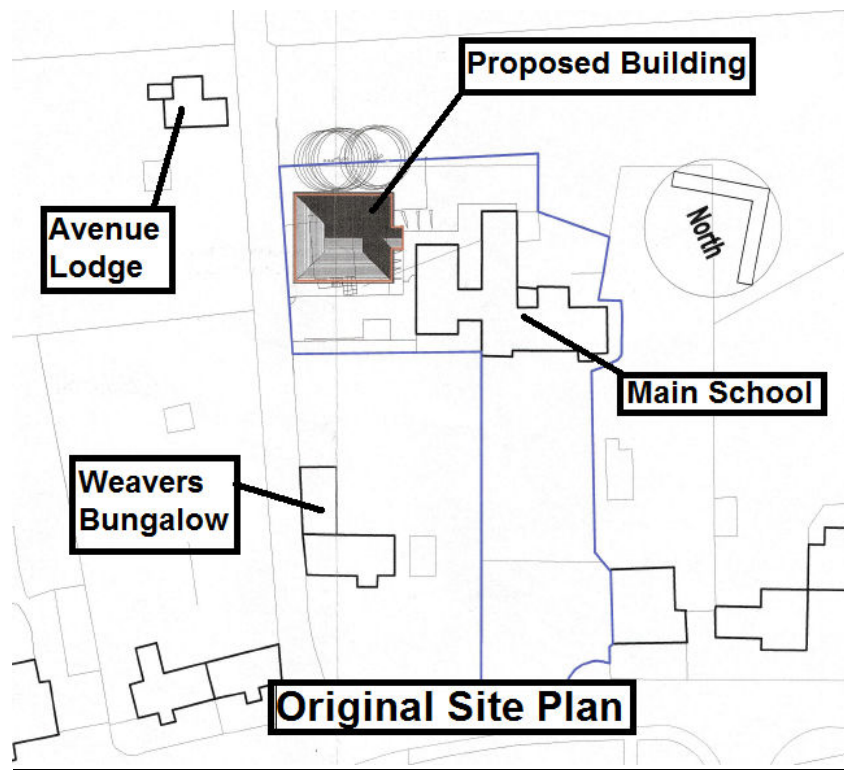 Proposed Building
Avenue
Lodge
North
Main School
Weavers
Bungalow
Original Site Plan